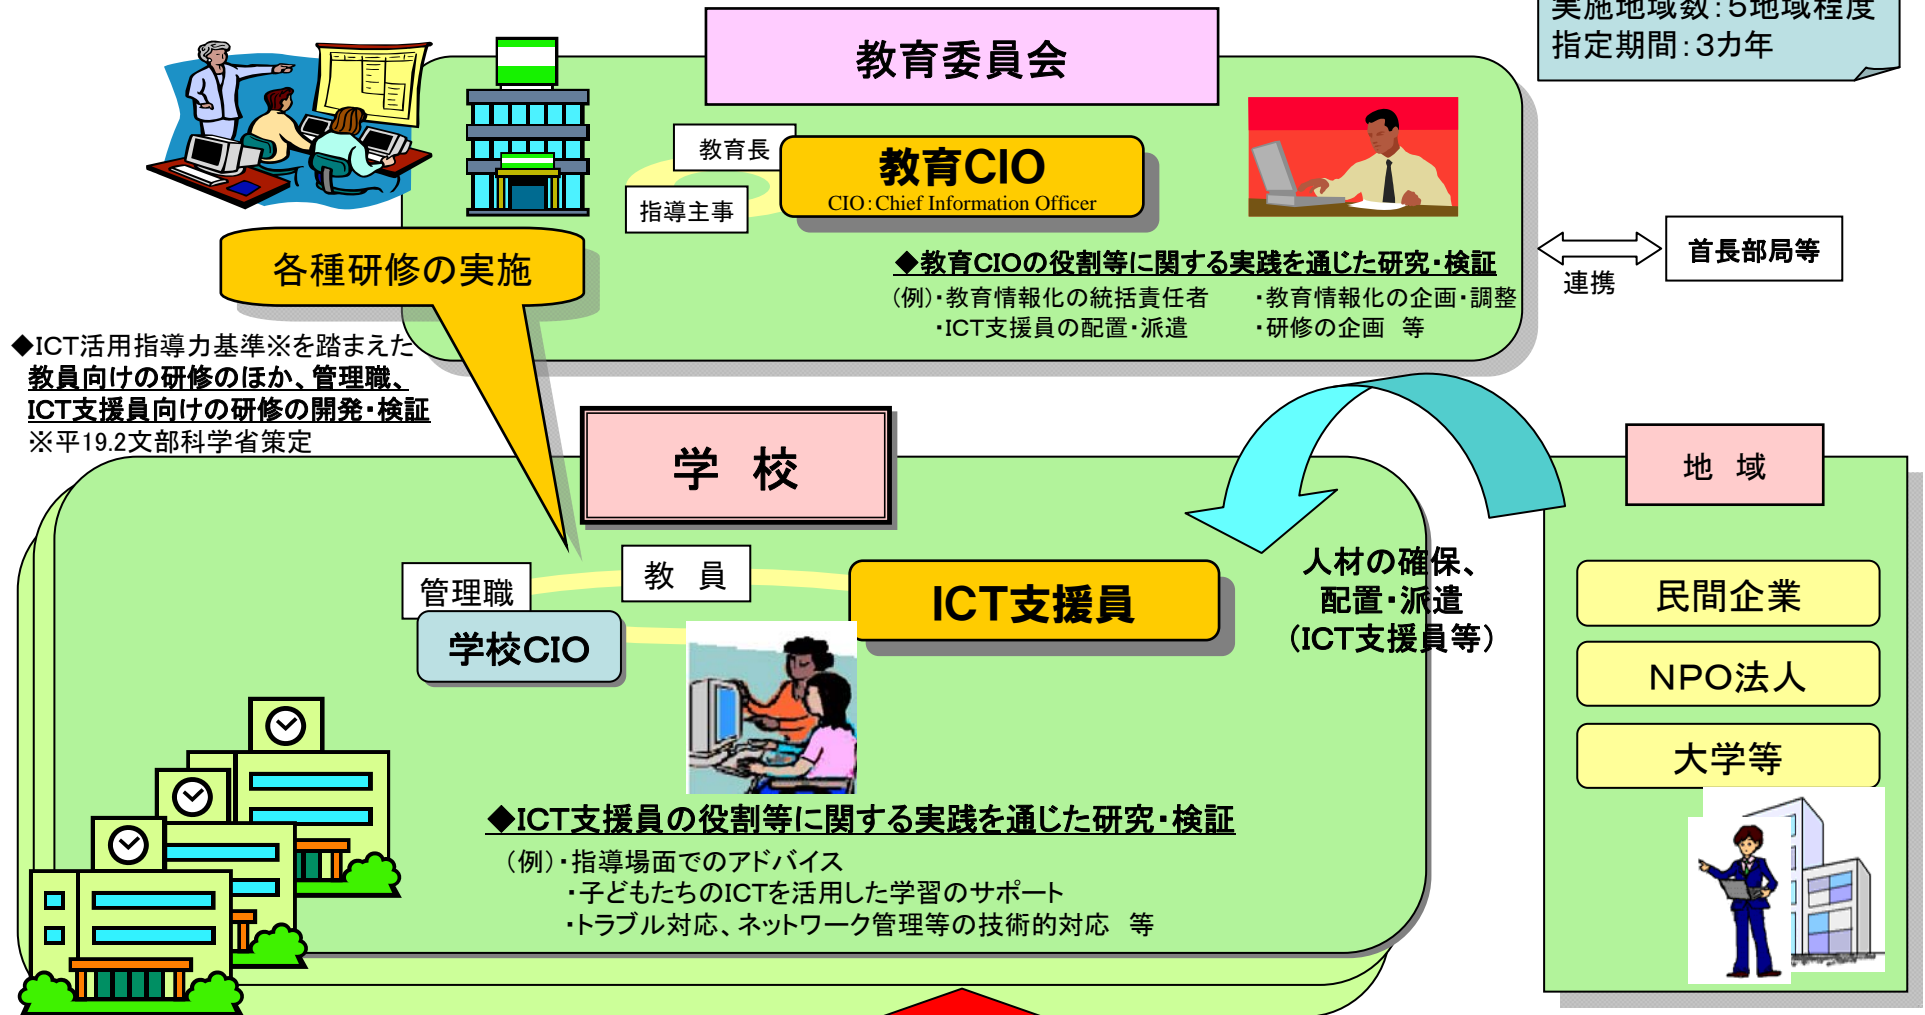 実施地域数：５地域程度
指定期間：３カ年
教育委員会
教育長
教育CIO
CIO：Chief Information Officer
指導主事
◆教育CIOの役割等に関する実践を通じた研究・検証
（例）・教育情報化の統括責任者　・教育情報化の企画・調整
・ICT支援員の配置・派遣　・研修の企画　等
連携
首長部局等
各種研修の実施
◆ICT活用指導力基準※を踏まえた
教員向けの研修のほか、管理職、
ICT支援員向けの研修の開発・検証
※平19.2文部科学省策定
学　校
管理職
教　員
学校CIO
ICT支援員
人材の確保、
配置・派遣
（ICT支援員等）
◆ICT支援員の役割等に関する実践を通じた研究・検証
（例）・指導場面でのアドバイス
・子どもたちのICTを活用した学習のサポート
・トラブル対応、ネットワーク管理等の技術的対応　等
地　域
民間企業
NPO法人
大学等